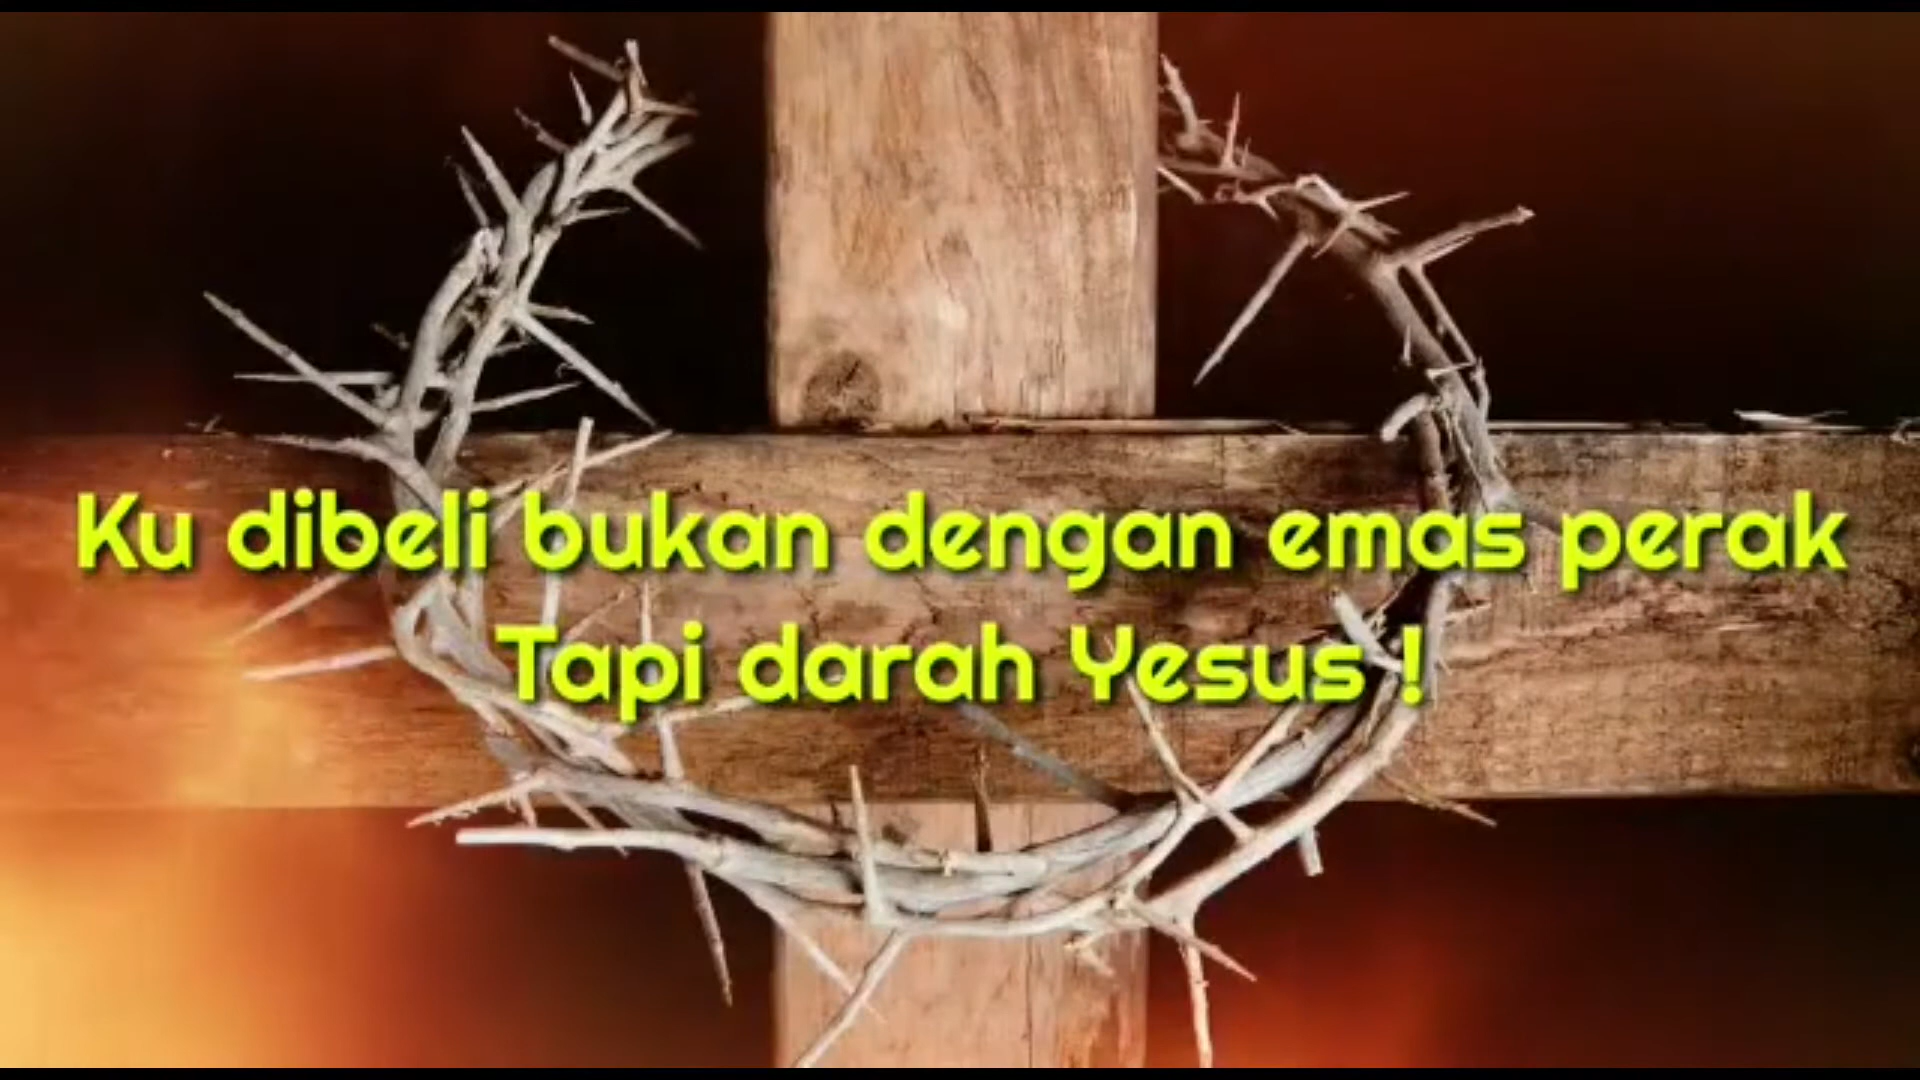 Ku dibeli bukan dengan emas perak
Tapi darah Yesus !